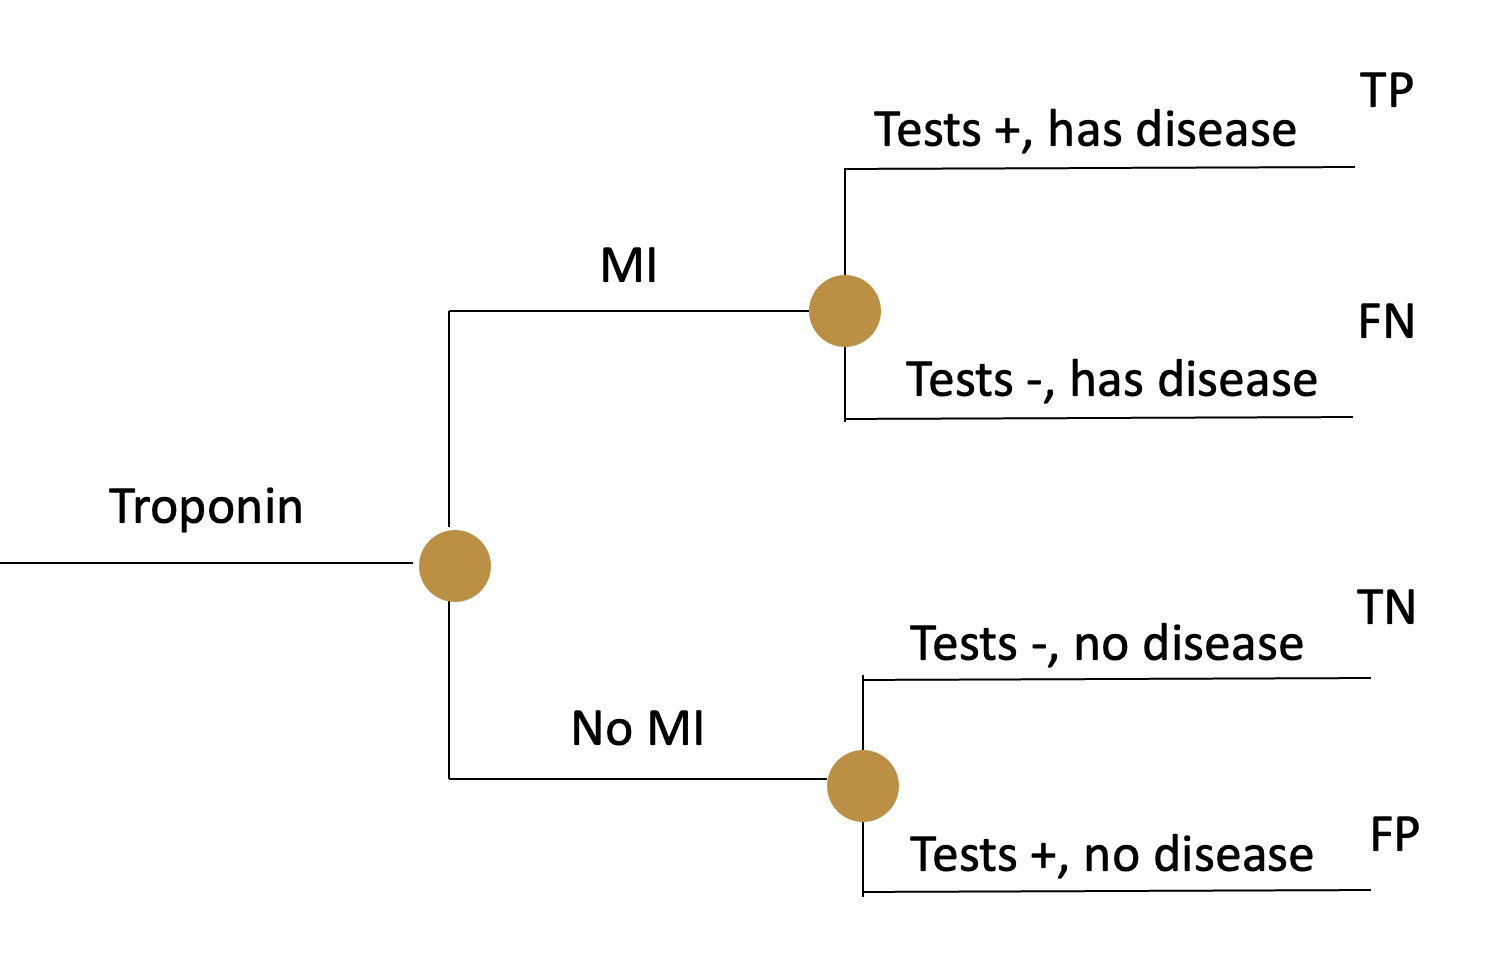 TP
Tests +, has disease
MI
FN
Tests -, has disease
Troponin
TN
Tests -, no disease
No MI
FP
Tests +, no disease